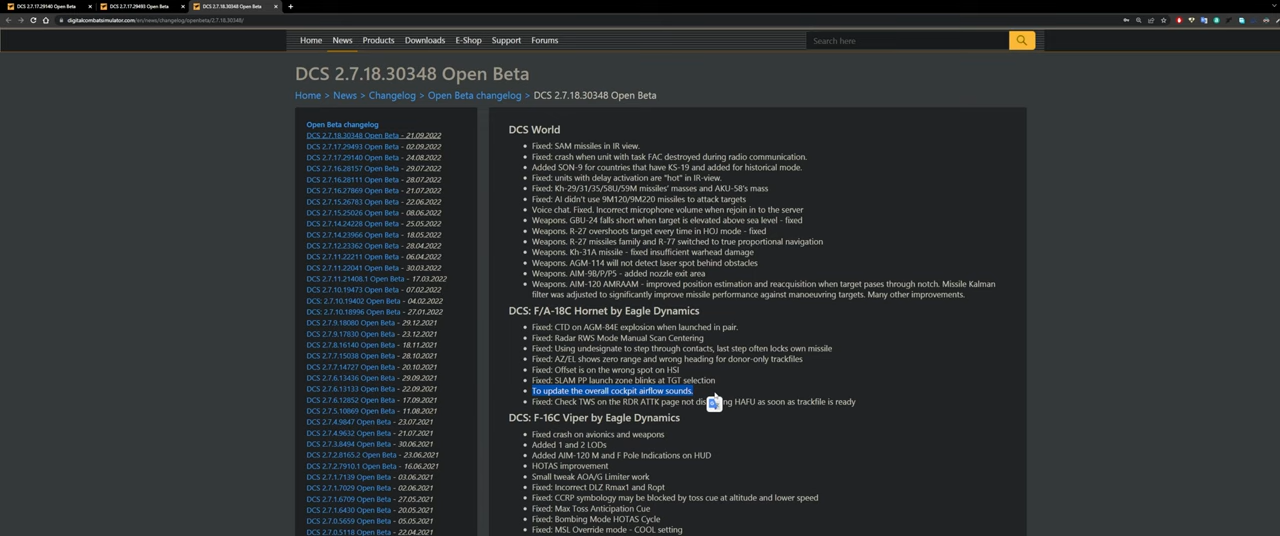 DCS 2.7.17.29140 Open Beta
DCS 2.7.17.29493 Open Beta
DCS 2.7.18.30348 Open Beta
digitalcombatsimulator.com/en/news/changelog/openbeta/2.7.18.30348/
Home News Products Downloads E-Shop Support Forums
Search here
DCS 2.7.18.30348 Open Beta
Home > News > Changelog > Open Beta changelog > DCS 2.7.18.30348 Open Beta
Open Beta changelog
DCS 2.7.18.30348 Open Beta - 21.09.2022
DCS 2.7.17.29493 Open Beta - 02.09.2022
DCS 2.7.17.29140 Open Beta - 24.08.2022
DCS 2.7.16.28157 Open Beta - 29.07.2022
DCS 2.7.16.28111 Open Beta - 28.07.2022
DCS 2.7.16.27869 Open Beta - 21.07.2022
DCS 2.7.15.26783 Open Beta - 22.06.2022
DCS 2.7.15.25026 Open Beta - 08.06.2022
DCS 2.7.14.24228 Open Beta - 25.05.2022
DCS 2.7.14.23966 Open Beta - 18.05.2022
DCS 2.7.12.23362 Open Beta - 28.04.2022
DCS 2.7.11.22211 Open Beta - 06.04.2022
DCS 2.7.11.22041 Open Beta - 30.03.2022
DCS 2.7.11.21408.1 Open Beta - 17.03.2022
DCS 2.7.10.19473 Open Beta - 07.02.2022
DCS: 2.7.10.19402 Open Beta - 04.02.2022
DCS: 2.7.10.18996 Open Beta - 27.01.2022
DCS 2.7.9.18080 Open Beta - 29.12.2021
DCS 2.7.9.17830 Open Beta - 23.12.2021
DCS 2.7.8.16140 Open Beta - 18.11.2021
DCS 2.7.7.15038 Open Beta - 28.10.2021
DCS 2.7.7.14727 Open Beta - 20.10.2021
DCS 2.7.6.13436 Open Beta - 29.09.2021
DCS 2.7.6.13133 Open Beta - 22.09.2021
DCS 2.7.6.12852 Open Beta - 17.09.2021
DCS 2.7.5.10869 Open Beta - 11.08.2021
DCS 2.7.4.9847 Open Beta - 23.07.2021
DCS 2.7.4.9632 Open Beta - 21.07.2021
DCS 2.7.3.8494 Open Beta - 30.06.2021
DCS 2.7.2.8165.2 Open Beta - 23.06.2021
DCS 2.7.2.7910.1 Open Beta - 16.06.2021
DCS 2.7.1.7139 Open Beta - 03.06.2021
DCS 2.7.1.7029 Open Beta - 02.06.2021
DCS 2.7.1.6709 Open Beta - 27.05.2021
DCS 2.7.1.6430 Open Beta - 20.05.2021
DCS 2.7.0.5659 Open Beta - 05.05.2021
DCS 2.7.0.5118 Open Beta - 22.04.2021
DCS World
• Fixed: SAM missiles in IR view.
• Fixed: crash when unit with task FAC destroyed during radio communication.
• Added SON-9 for countries that have KS-19 and added for historical mode.
• Fixed: units with delay activation are "hot" in IR-view.
• Fixed: Kh-29/31/35/58U/59M missiles' masses and AKU-58's mass
• Fixed: AI didn't use 9M120/9M220 missiles to attack targets
• Voice chat. Fixed. Incorrect microphone volume when rejoin in to the server
• Weapons. GBU-24 falls short when target is elevated above sea level - fixed
• Weapons. R-27 overshoots target every time in HOJ mode - fixed
• Weapons. R-27 missiles family and R-77 switched to true proportional navigation
• Weapons. Kh-31A missile - fixed insufficient warhead damage
• Weapons. AGM-114 will not detect laser spot behind obstacles
• Weapons. AIM-9B/P/P5 - added nozzle exit area
• Weapons. AIM-120 AMRAAM - improved position estimation and reacquisition when target pases through notch. Missile Kalman
filter was adjusted to significantly improve missile performance against manoeuvring targets. Many other improvements.
DCS: F/A-18C Hornet by Eagle Dynamics
• Fixed: CTD on AGM-84E explosion when launched in pair.
• Fixed: Radar RWS Mode Manual Scan Centering
• Fixed: Using undesignate to step through contacts, last step often locks own missile
• Fixed: AZ/EL shows zero range and wrong heading for donor-only trackfiles
• Fixed: Offset is on the wrong spot on HSI
• Fixed: SLAM PP launch zone blinks at TGT selection
• To update the overall cockpit airflow sounds.
• Fixed: Check TWS on the RDR ATTK page not HAFU as soon as trackfile is ready
DCS: F-16C Viper by Eagle Dynamics
• Fixed crash on avionics and weapons
• Added 1 and 2 LODs
• Added AIM-120 M and F Pole Indications on HUD
• HOTAS improvement
• Small tweak AOA/G Limiter work
• Fixed: Incorrect DLZ Rmax1 and Ropt
• Fixed: CCRP symbology may be blocked by toss cue at altitude and lower speed
• Fixed: Max Toss Anticipation Cue
• Fixed: Bombing Mode HOTAS Cycle
• Fixed: MSL Override mode - COOL setting